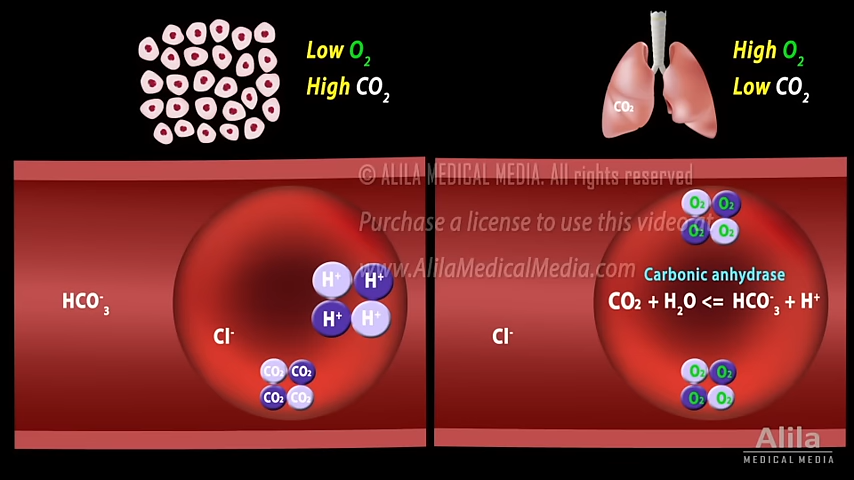 Low O₂
High CO₂
High O₂
Low CO₂
CO₂
© ALILA MEDICAL MEDIA. All rights reserved
Purchase a license to use this video at
www.AlilaMedicalMedia.com
HCO⁻₃
Cl⁻
H⁺ H⁺
H⁺ H⁺
CO₂ CO₂
CO₂ CO₂
Cl⁻
O₂ O₂
O₂ O₂
Carbonic anhydrase
CO₂ + H₂O <= HCO⁻₃ + H⁺
O₂ O₂
O₂ O₂
Alila
MEDICAL MEDIA